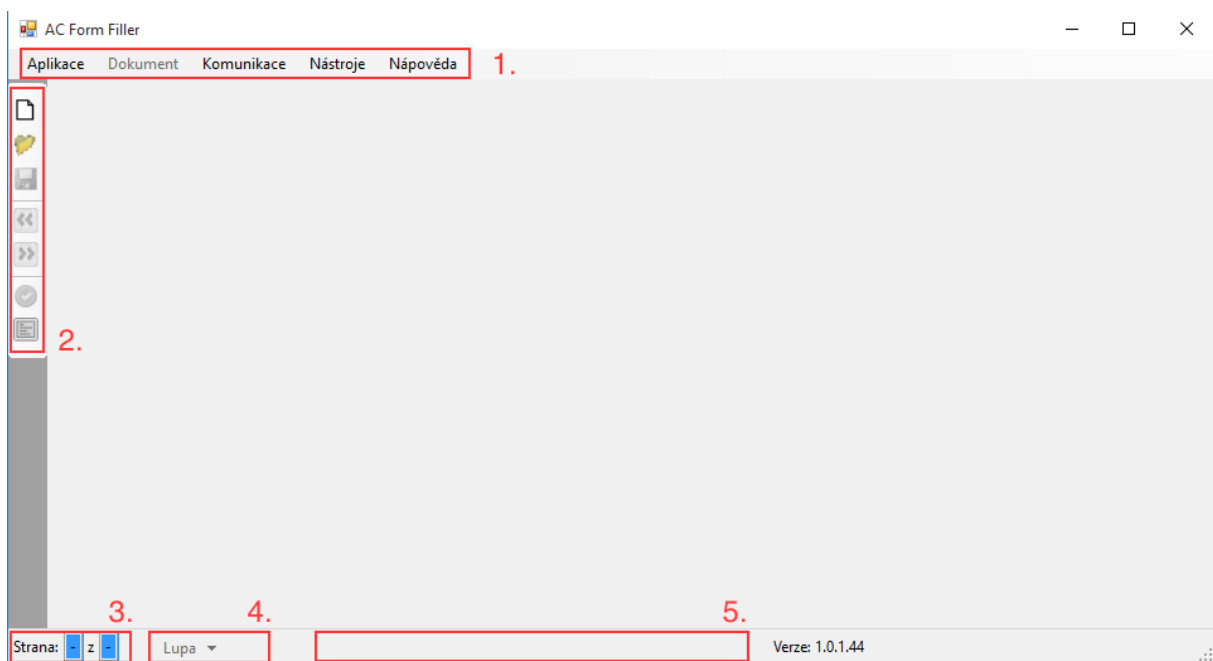 AC Form Filler
Aplikace Dokument Komunikace Nástroje Nápověda 1.
2.
3. 4. 5.
Strana: - z - Lupa Verze: 1.0.1.44